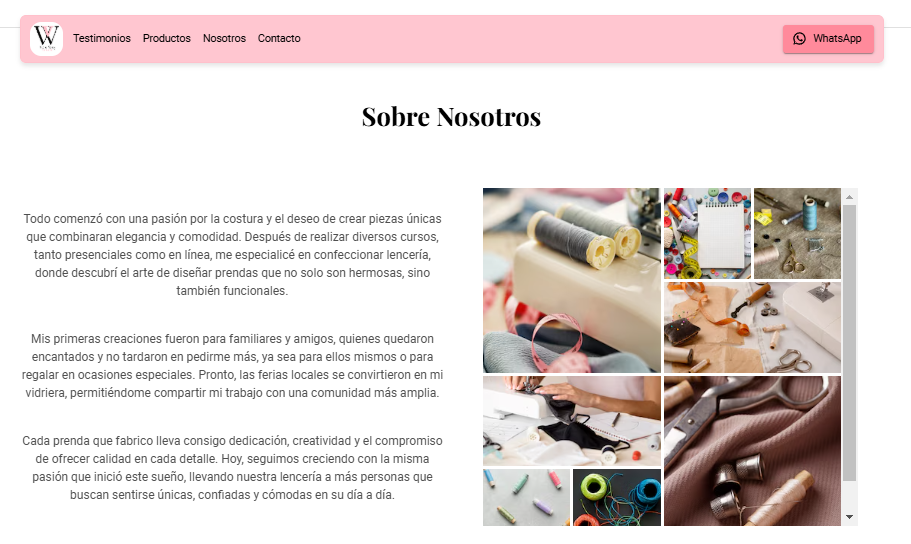 W
Testimonios Productos Nosotros Contacto WhatsApp
Sobre Nosotros
Todo comenzó con una pasión por la costura y el deseo de crear piezas únicas
que combinaran elegancia y comodidad. Después de realizar diversos cursos,
tanto presenciales como en línea, me especialicé en confeccionar lencería,
donde descubrí el arte de diseñar prendas que no solo son hermosas, sino
también funcionales.
Mis primeras creaciones fueron para familiares y amigos, quienes quedaron
encantados y no tardaron en pedirme más, ya sea para ellos mismos o para
regalar en ocasiones especiales. Pronto, las ferias locales se convirtieron en mi
vidriera, permitiéndome compartir mi trabajo con una comunidad más amplia.
Cada prenda que fabrico lleva consigo dedicación, creatividad y el compromiso
de ofrecer calidad en cada detalle. Hoy, seguimos creciendo con la misma
pasión que inició este sueño, llevando nuestra lencería a más personas que
buscan sentirse únicas, confiadas y cómodas en su día a día.